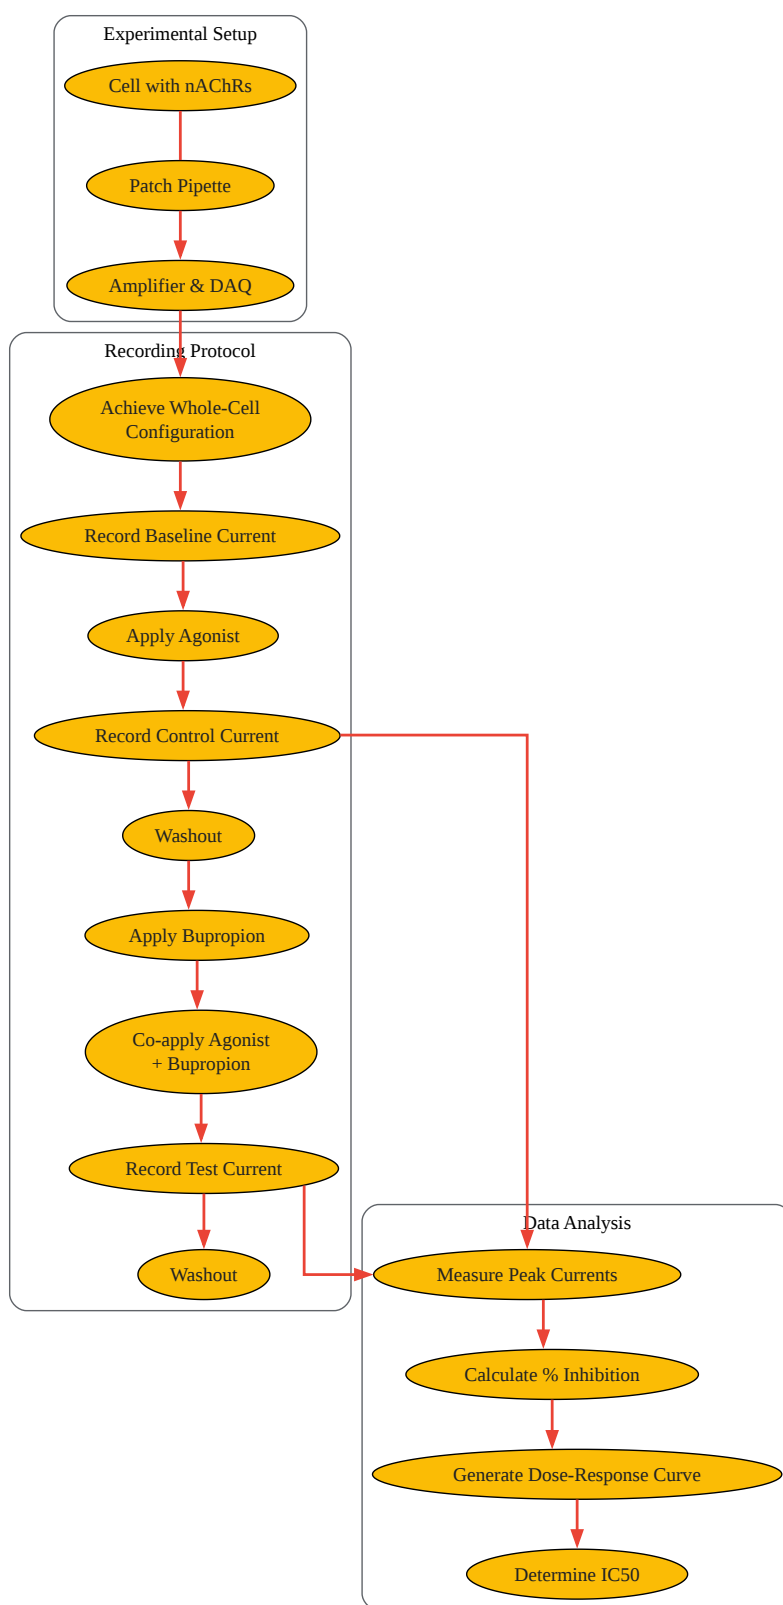 Experimental Setup
Cell with nAChRs
Patch Pipette
Amplifier & DAQ
Recording Protocol
Achieve Whole-Cell
Configuration
Record Baseline Current
Apply Agonist
Record Control Current
Washout
Apply Bupropion
Co-apply Agonist
+ Bupropion
Record Test Current
Washout
Data Analysis
Measure Peak Currents
Calculate % Inhibition
Generate Dose-Response Curve
Determine IC50